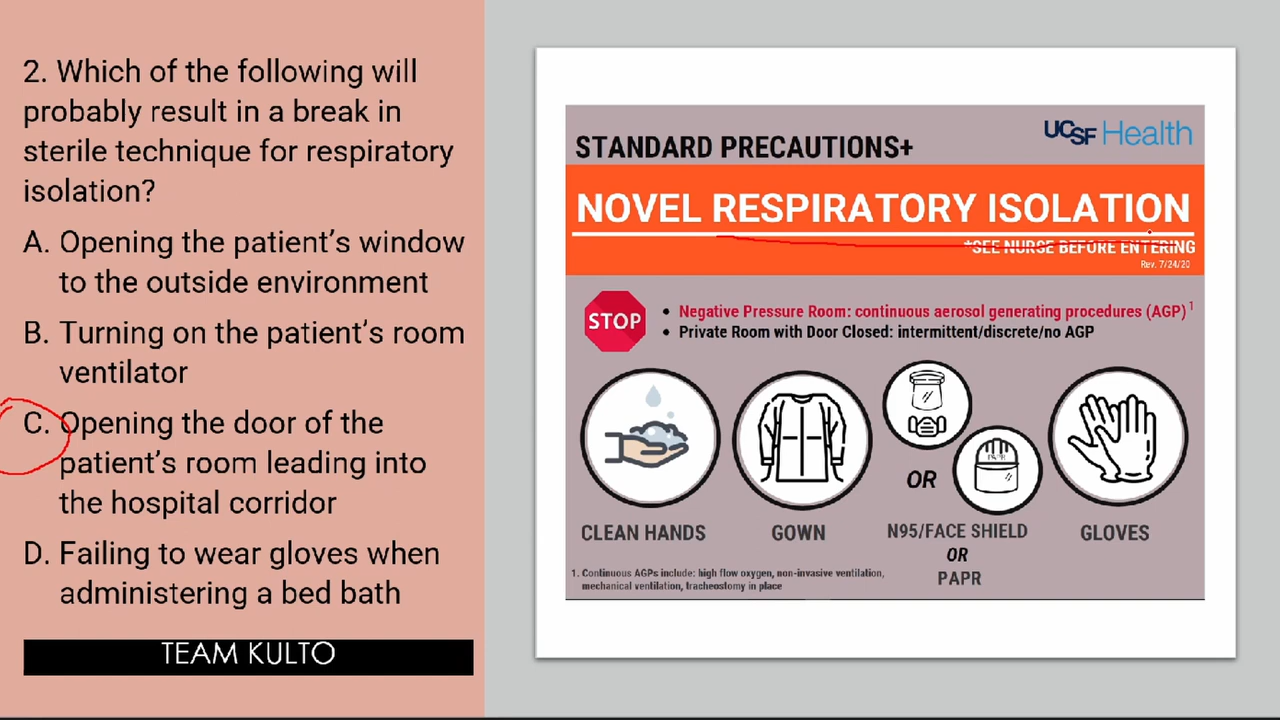 2. Which of the following will
probably result in a break in
sterile technique for respiratory
isolation?
A. Opening the patient’s window
to the outside environment
B. Turning on the patient’s room
ventilator
C. Opening the door of the
patient’s room leading into
the hospital corridor
D. Failing to wear gloves when
administering a bed bath
TEAM KULTO
UCSF Health
STANDARD PRECAUTIONS+
NOVEL RESPIRATORY ISOLATION
*SEE NURSE BEFORE ENTERING
Rev. 7/24/20
STOP
• Negative Pressure Room: continuous aerosol generating procedures (AGP) 1
• Private Room with Door Closed: intermittent/discrete/no AGP
PAPR
OR
CLEAN HANDS
GOWN
N95/FACE SHIELD
OR
PAPR
GLOVES
1. Continuous AGPs include: high flow oxygen, non-invasive ventilation,
mechanical ventilation, tracheostomy in place